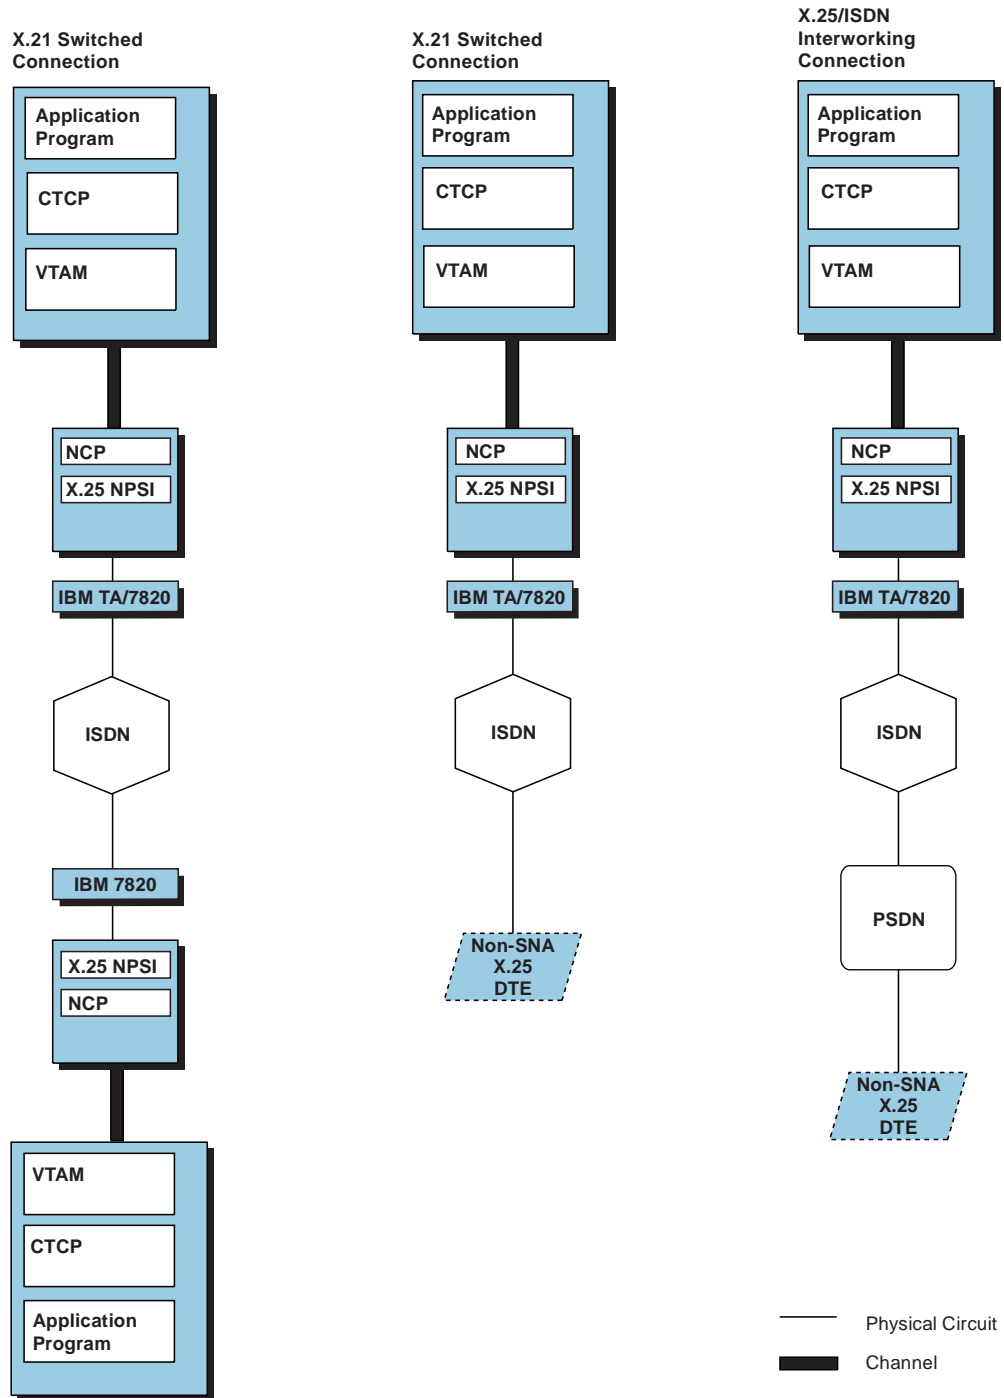 X.21 Switched
Connection
Application
Program
CTCP
VTAM
NCP
X.25 NPSI
IBM TA/7820
ISDN
IBM 7820
X.25 NPSI
NCP
VTAM
CTCP
Application
Program
X.21 Switched
Connection
Application
Program
CTCP
VTAM
NCP
X.25 NPSI
IBM TA/7820
ISDN
Non-SNA
X.25
DTE
X.25/ISDN
Interworking
Connection
Application
Program
CTCP
VTAM
NCP
X.25 NPSI
IBM TA/7820
ISDN
PSDN
Non-SNA
X.25
DTE
Physical Circuit
Channel